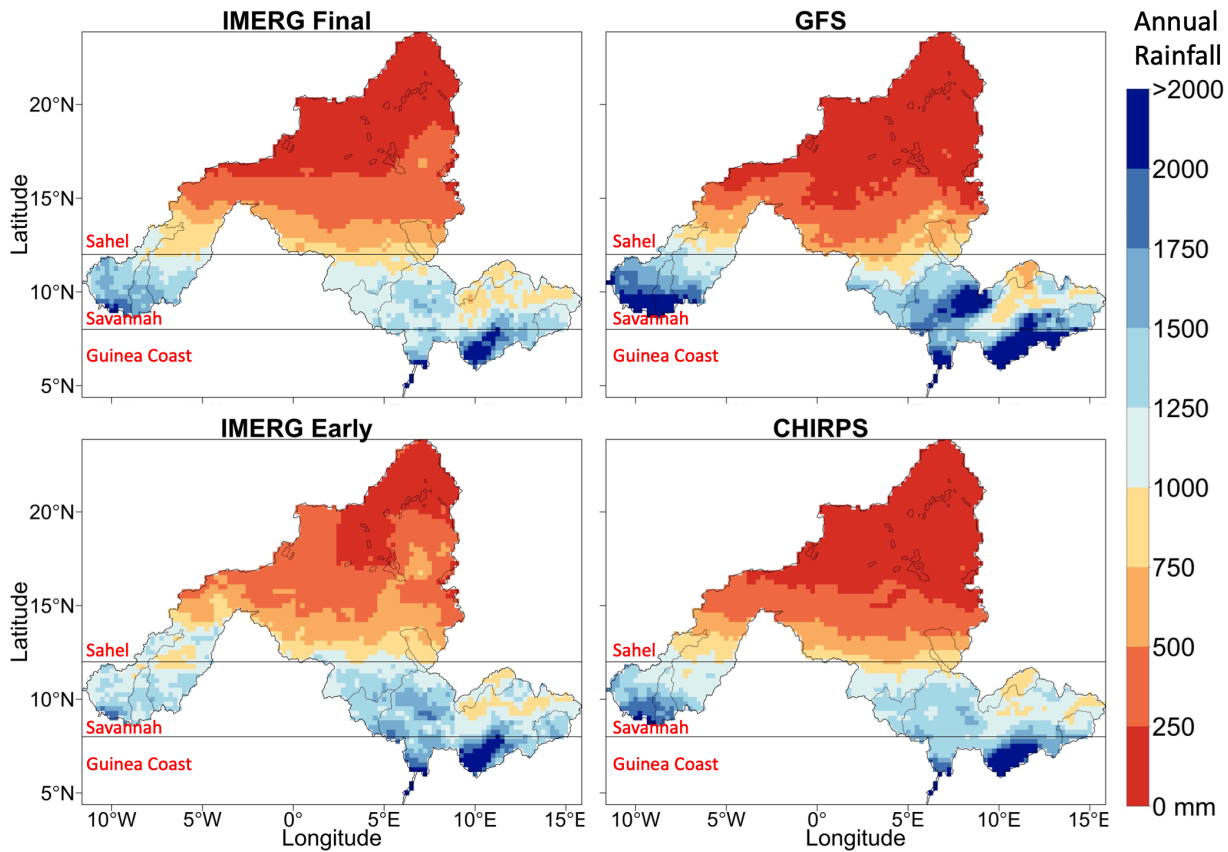 IMERG Final
GFS
Annual
Rainfall
Latitude
20°N
15°N
10°N
5°N
Sahel
Savannah
Guinea Coast
Sahel
Savannah
Guinea Coast
>2000
2000
1750
1500
1250
1000
750
500
250
0 mm
IMERG Early
CHIRPS
Latitude
20°N
15°N
10°N
5°N
Sahel
Savannah
Guinea Coast
Sahel
Savannah
Guinea Coast
10°W 5°W 0° 5°E 10°E 15°E
10°W 5°W 0° 5°E 10°E 15°E
Longitude
Longitude